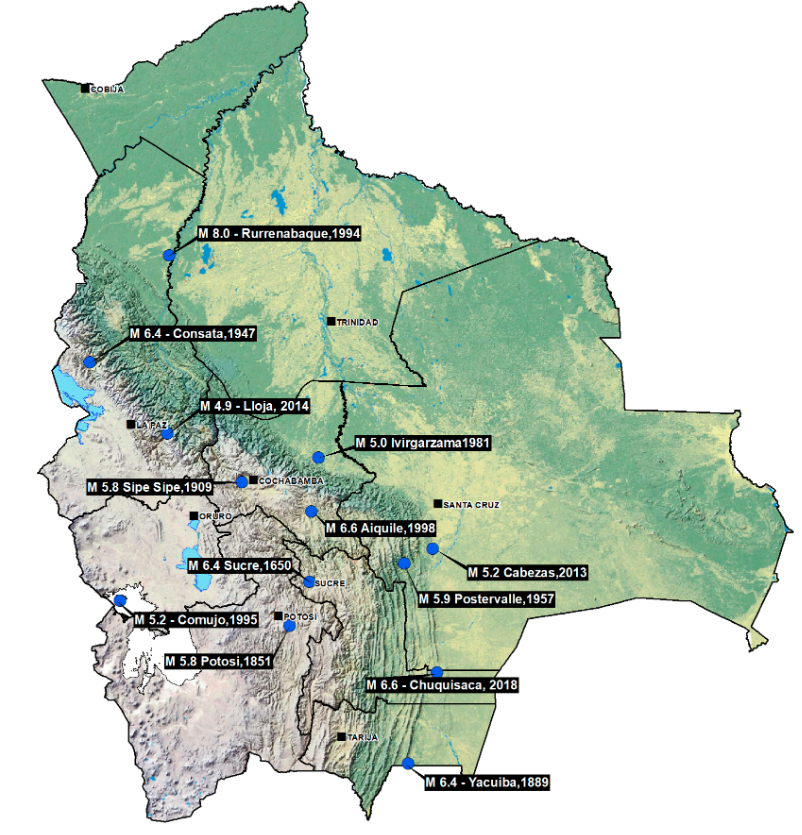 COBIJA
M 8.0 - Rurrenabaque,1994
TRINIDAD
M 6.4 - Consata,1947
M 4.9 - Lloja, 2014
LA PAZ
M 5.0 Ivirgarzama1981
M 5.8 Sipe Sipe,1909
COCHABAMBA
SANTA CRUZ
ORURO
M 6.6 Aiquile,1998
M 6.4 Sucre,1650
M 5.2 Cabezas,2013
SUCRE
M 5.9 Postervalle,1957
M 5.2 - Comujo,1995
POTOSI
M 5.8 Potosi,1851
M 6.6 - Chuquisaca, 2018
TARIJA
M 6.4 - Yacuiba,1889